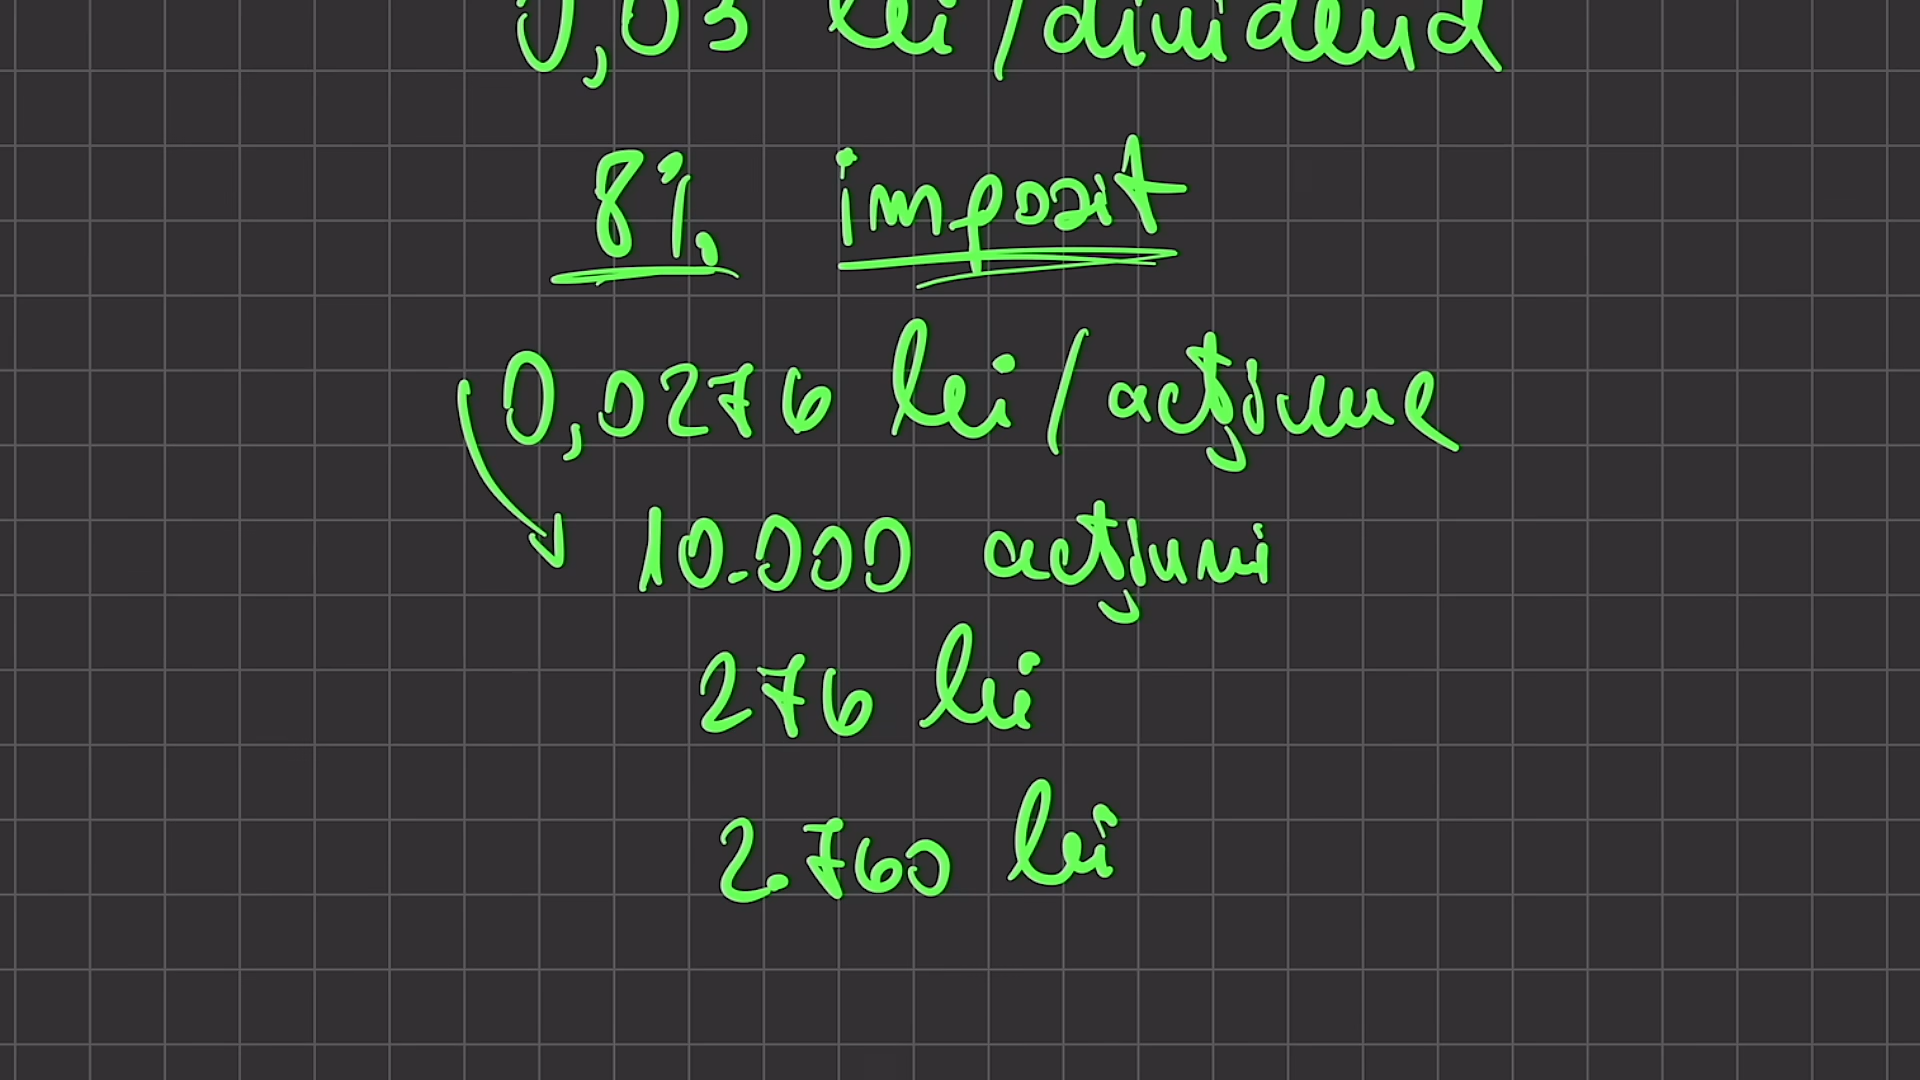 0,03 lei/dividend
8% impozit
0,0276 lei/acțiune
10.000 acțiuni
276 lei
2.760 lei